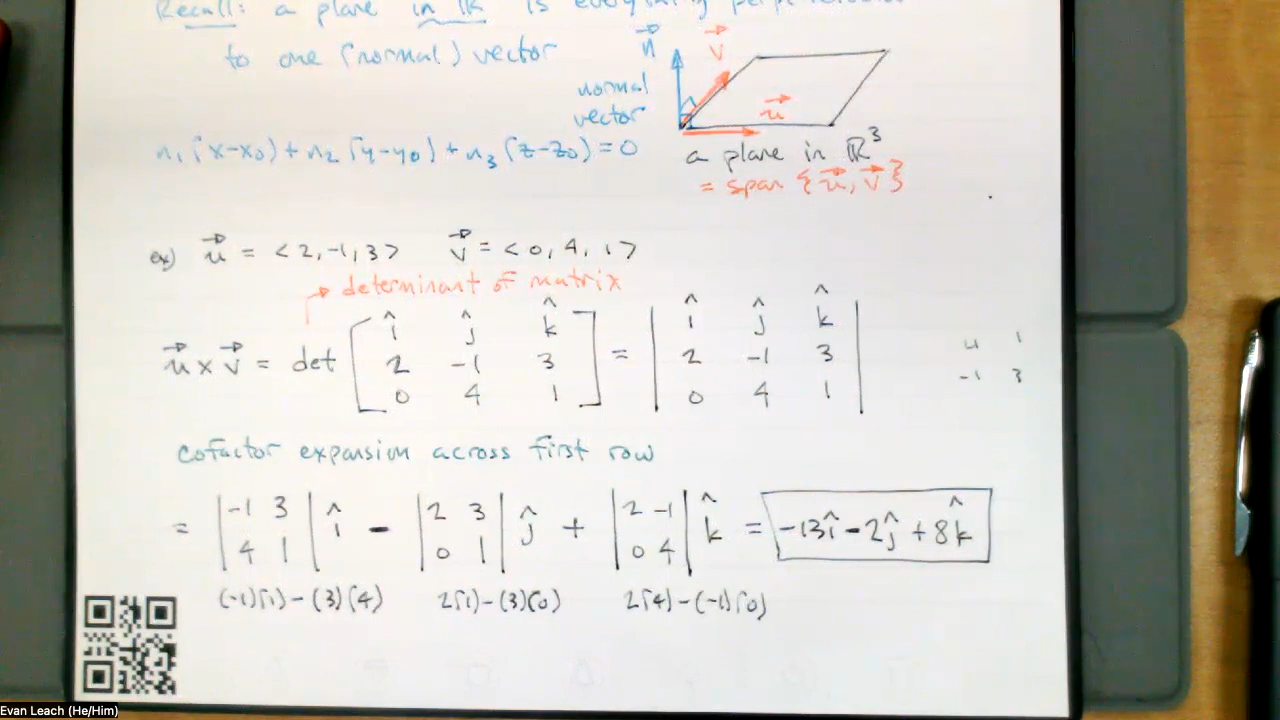 Recall: a plane in ℝ is everything
to one (normal) vector
n⃗
v⃗
normal
vector
u⃗
n₁(x-x₀)+n₂(y-y₀)+n₃(z-z₀)=0
a plane in ℝ³
= span {u⃗, v⃗}
ex) u⃗ = <2,-1,3> v⃗ = <0,4,1>
determinant of matrix
u⃗ x v⃗ = det [ î ĵ k̂ ] = | î ĵ k̂ |
2 -1 3 2 -1 3
0 4 1 0 4 1
4 1
-1 3
cofactor expansion across first row
= | -1 3 | î - | 2 3 | ĵ + | 2 -1 | k̂ = -13î -2ĵ +8k̂
4 1 0 1 0 4
(-1)(1) - (3)(4) 2(1) - (3)(0) 2(4) - (-1)(0)
Evan Leach (He/Him)